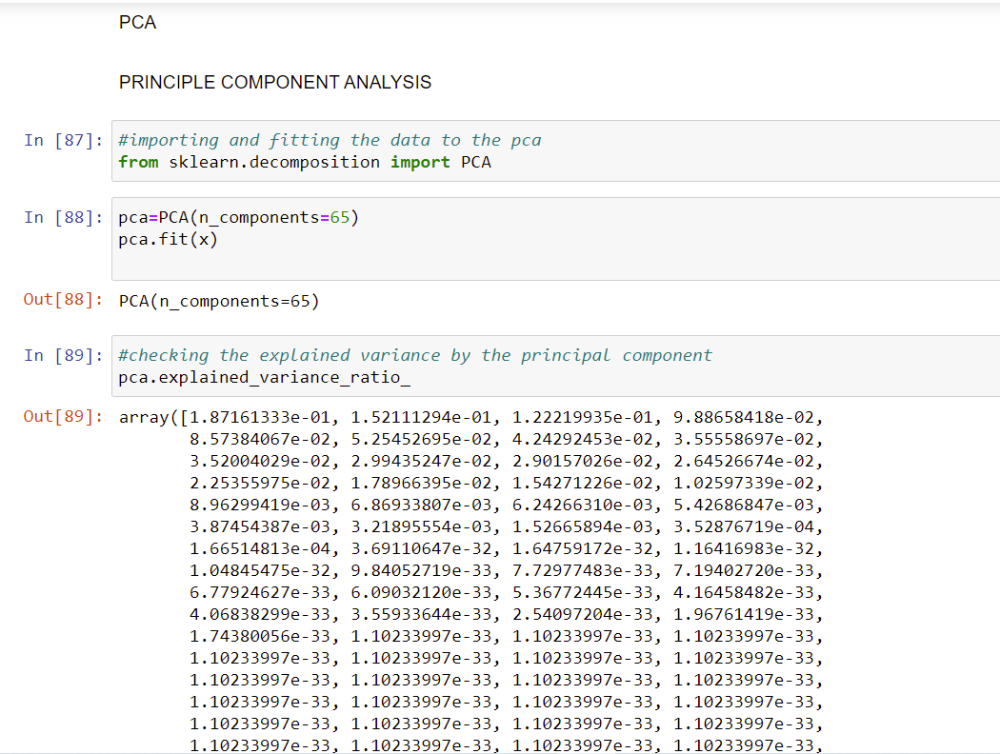 PCA
PRINCIPLE COMPONENT ANALYSIS
In [87]: #importing and fitting the data to the pca
from sklearn.decomposition import PCA
In [88]: pca=PCA(n_components=65)
pca.fit(x)
Out[88]: PCA(n_components=65)
In [89]: #checking the explained variance by the principal component
pca.explained_variance_ratio_
Out[89]: array([1.87161333e-01, 1.52111294e-01, 1.22219935e-01, 9.88658418e-02,
8.57384067e-02, 5.25452695e-02, 4.24292453e-02, 3.55558697e-02,
3.52004029e-02, 2.99435247e-02, 2.90157026e-02, 2.64526674e-02,
2.25355975e-02, 1.78966395e-02, 1.54271226e-02, 1.02597339e-02,
8.96299419e-03, 6.86933807e-03, 6.24266310e-03, 5.42686847e-03,
3.87454387e-03, 3.21895554e-03, 1.52665894e-03, 3.52876719e-04,
1.66514813e-04, 3.69110647e-32, 1.64759172e-32, 1.16416983e-32,
1.04845475e-32, 9.84052719e-33, 7.72977483e-33, 7.19402720e-33,
6.77924627e-33, 6.09032120e-33, 5.36772445e-33, 4.16458482e-33,
4.06838299e-33, 3.55933644e-33, 2.54097204e-33, 1.96761419e-33,
1.74380056e-33, 1.10233997e-33, 1.10233997e-33, 1.10233997e-33,
1.10233997e-33, 1.10233997e-33, 1.10233997e-33, 1.10233997e-33,
1.10233997e-33, 1.10233997e-33, 1.10233997e-33, 1.10233997e-33,
1.10233997e-33, 1.10233997e-33, 1.10233997e-33, 1.10233997e-33,
1.10233997e-33, 1.10233997e-33, 1.10233997e-33, 1.10233997e-33,
1.10233997e-33, 1.10233997e-33, 1.10233997e-33, 1.10233997e-33,